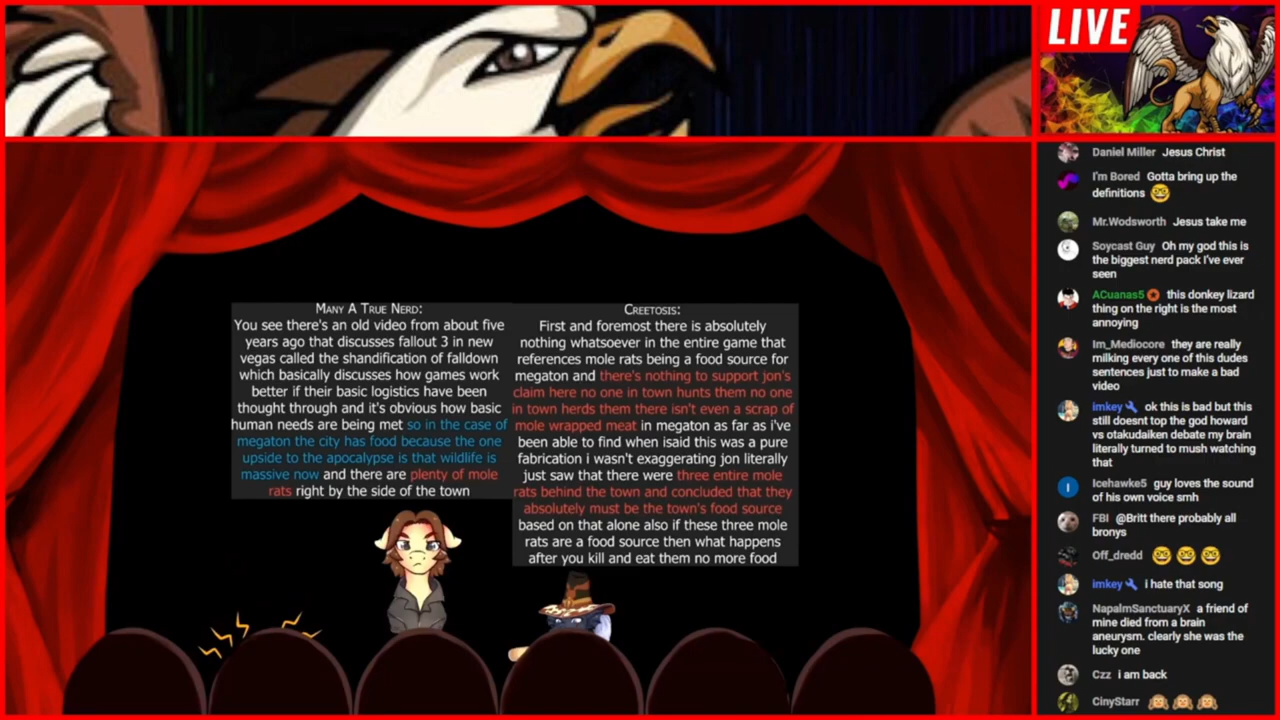 LIVE
MANY A TRUE NERD:
You see there's an old video from about five
years ago that discusses fallout 3 in new
vegas called the shandification of falldown
which basically discusses how games work
better if their basic logistics have been
thought through and it's obvious how basic
human needs are being met so in the case of
megaton the city has food because the one
upside to the apocalypse is that wildlife is
massive now and there are plenty of mole
rats right by the side of the town
CREETOSIS:
First and foremost there is absolutely
nothing whatsoever in the entire game that
references mole rats being a food source for
megaton and there's nothing to support jon's
claim here no one in town hunts them no one
in town herds them there isn't even a scrap of
mole wrapped meat in megaton as far as i've
been able to find when isaid this was a pure
fabrication i wasn't exaggerating jon literally
just saw that there were three entire mole
rats behind the town and concluded that they
absolutely must be the town's food source
based on that alone also if these three mole
rats are a food source then what happens
after you kill and eat them no more food
Daniel Miller Jesus Christ
I'm Bored Gotta bring up the
definitions 🤓
Mr.Wodsworth Jesus take me
Soycast Guy Oh my god this is
the biggest nerd pack I've ever
seen
ACuanas5 this donkey lizard
thing on the right is the most
annoying
Im_Mediocre they are really
milking every one of this dudes
sentences just to make a bad
video
imkey ok this is bad but this
still doesnt top the god howard
vs otakudaiken debate my brain
literally turned to mush watching
that
I
Icehawke5 guy loves the sound
of his own voice smh
FBI @Britt there probably all
bronys
Off_dredd 🤓 🤓 🤓
imkey i hate that song
NapalmSanctuaryX a friend of
mine died from a brain
aneurysm. clearly she was the
lucky one
Czz i am back
CinyStarr 🙈 🙈 🙈